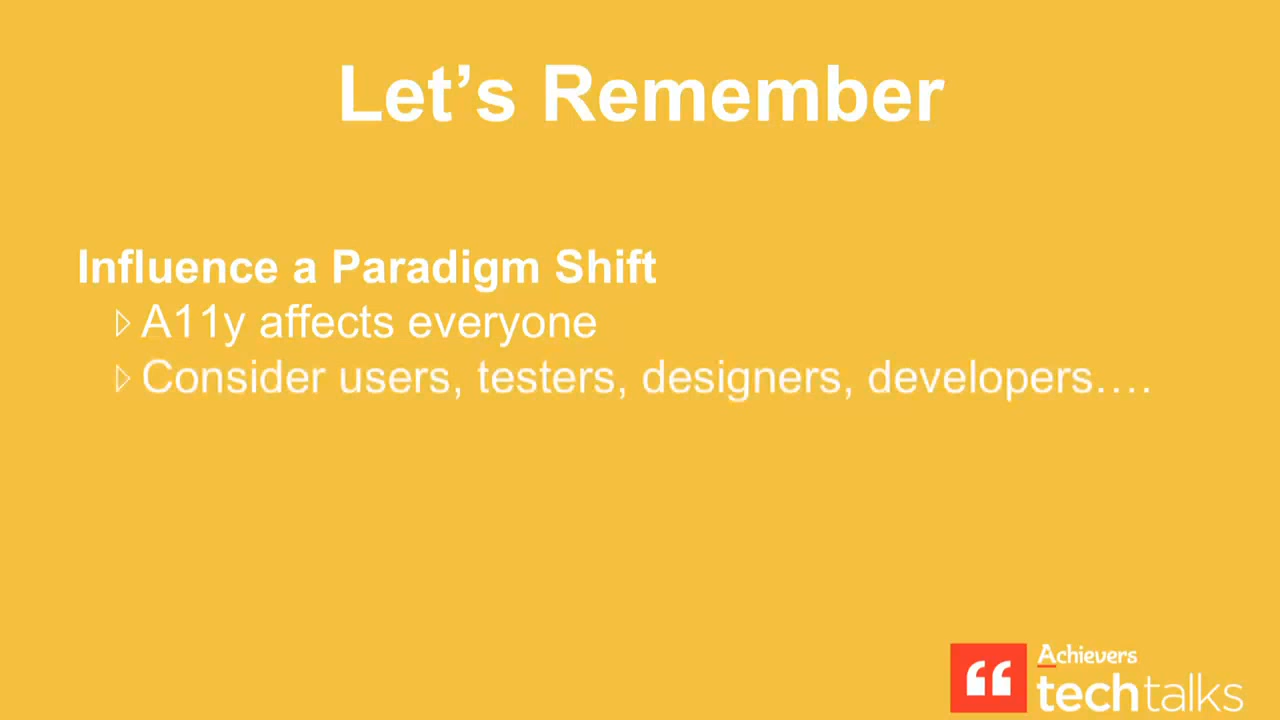 Let’s Remember
Influence a Paradigm Shift
A11y affects everyone
Consider users, testers, designers, developers….
Achievers
techtalks